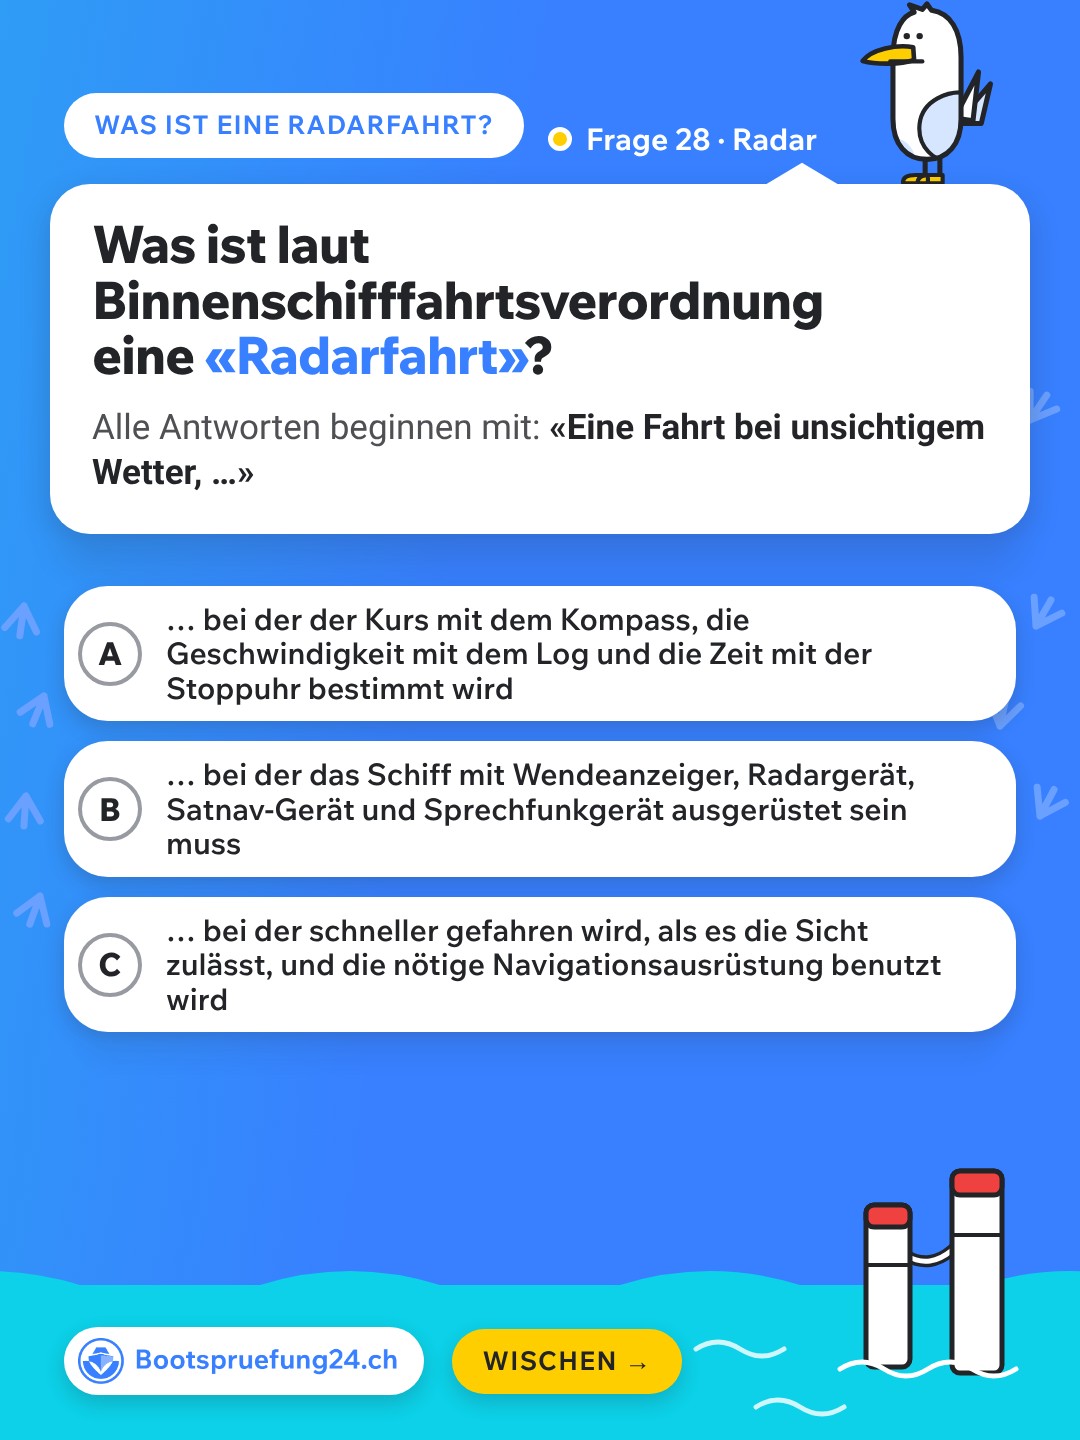 WAS IST EINE RADARFAHRT?
Frage 28 · Radar
Was ist laut
Binnenschifffahrtsverordnung
eine «Radarfahrt»?
Alle Antworten beginnen mit: «Eine Fahrt bei unsichtigem
Wetter, ...»
A
... bei der der Kurs mit dem Kompass, die
Geschwindigkeit mit dem Log und die Zeit mit der
Stoppuhr bestimmt wird
B
... bei der das Schiff mit Wendeanzeiger, Radargerät,
Satnav-Gerät und Sprechfunkgerät ausgerüstet sein
muss
C
... bei der schneller gefahren wird, als es die Sicht
zulässt, und die nötige Navigationsausrüstung benutzt
wird
Bootspruefung24.ch
WISCHEN →